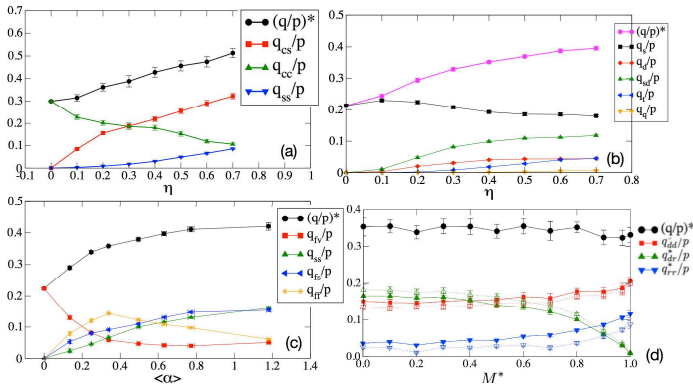 0.7
0.6
0.5
0.4
0.3
0.2
0.1
0
-0.1 0 0.1 0.2 0.3 0.4 0.5 0.6 0.7 0.8 0.9 1
η
(a)
(q/p)*
q_cs/p
q_cc/p
q_ss/p
0.5
0.4
0.3
0.2
0.1
0
0 0.1 0.2 0.3 0.4 0.5 0.6 0.7 0.8
η
(b)
(q/p)*
q_s/p
q_d/p
q_sd/p
q_t/p
q_q/p
0.5
0.4
0.3
0.2
0.1
0
0 0.2 0.4 0.6 0.8 1 1.2 1.4
<α>
(c)
(q/p)*
q_fv/p
q_ss/p
q_fs/p
q_ff/p
0.4
0.3
0.2
0.1
0.0
0.0 0.2 0.4 0.6 0.8 1.0
M*
(d)
(q/p)*
q_dd/p
q*_dr/p
q*_rr/p